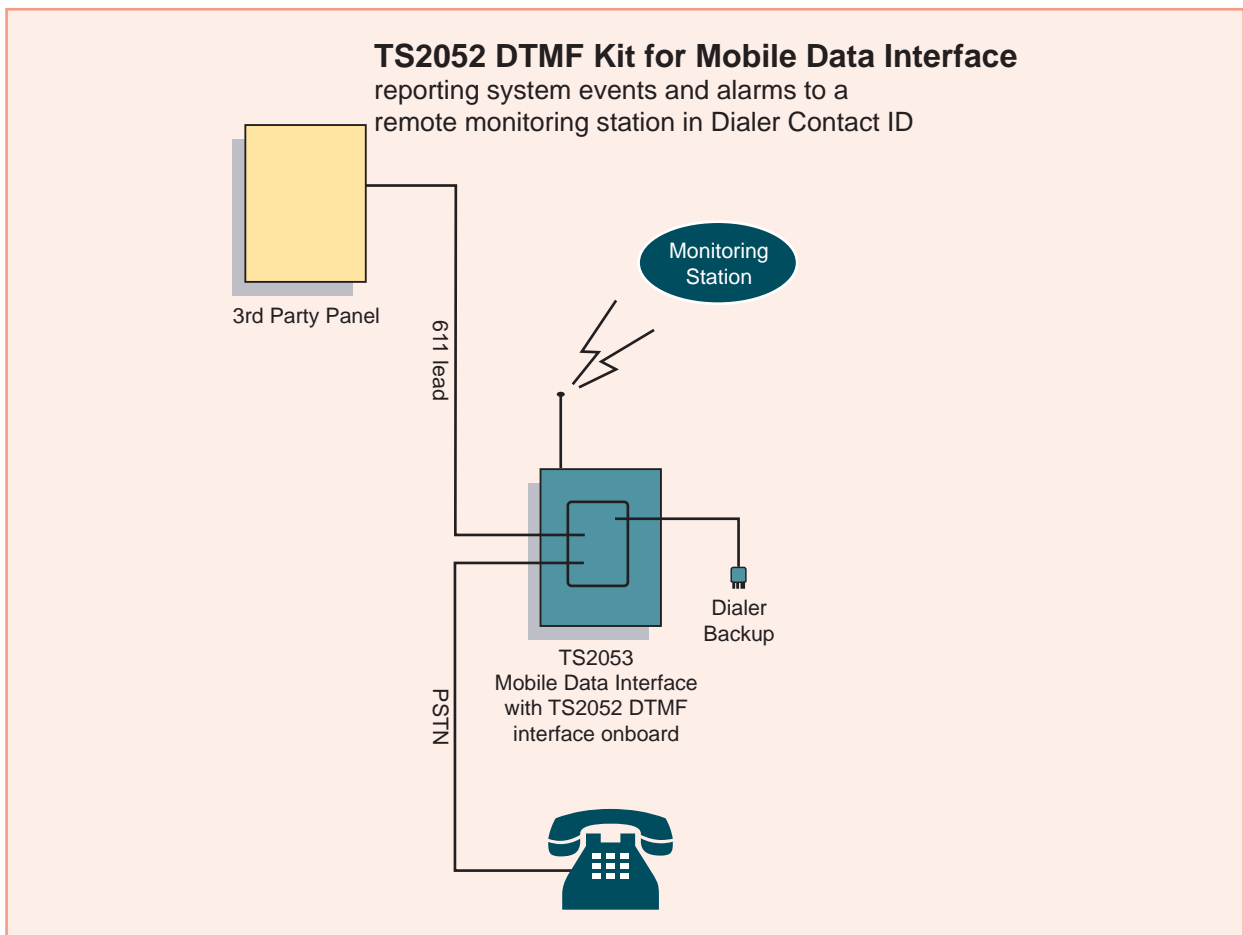 TS2052 DTMF Kit for Mobile Data Interface
reporting system events and alarms to a
remote monitoring station in Dialer Contact ID
Monitoring
Station
3rd Party Panel
611 lead
Dialer
Backup
TS2053
Mobile Data Interface
with TS2052 DTMF
interface onboard
PSTN